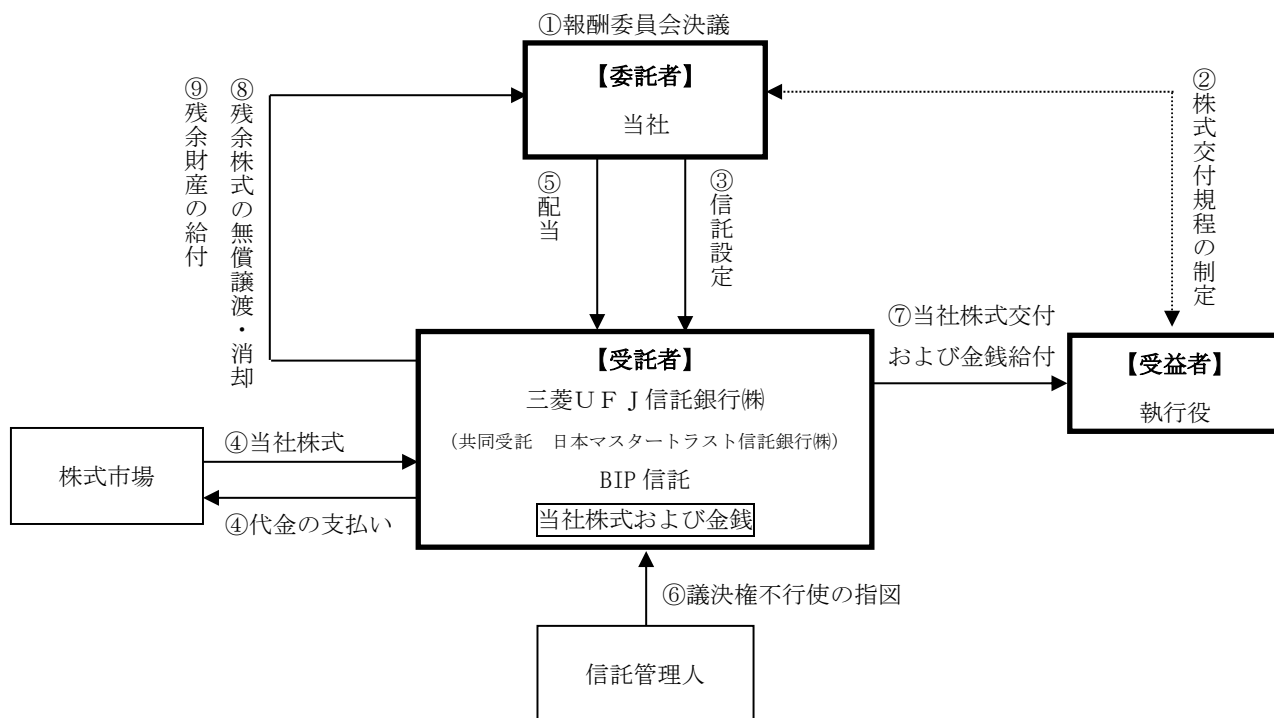 ①報酬委員会決議
【委託者】
当社
⑨残余財産の給付
⑧残余株式の無償譲渡・消却
⑤配当
③信託設定
②株式交付規程の制定
⑦当社株式交付
および金銭給付
【受益者】
執行役
【受託者】
三菱UFJ信託銀行㈱
(共同受託　日本マスタートラスト信託銀行㈱)
BIP信託
当社株式および金銭
株式市場
④当社株式
④代金の支払い
⑥議決権不行使の指図
信託管理人